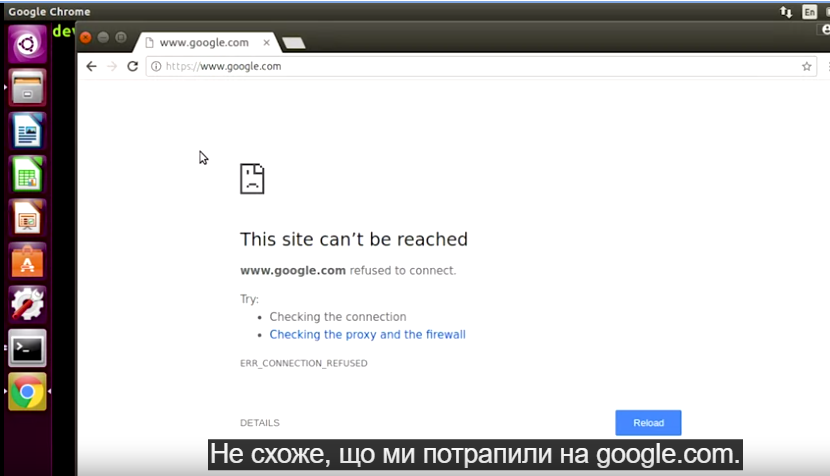 Google Chrome
En
dev
www.google.com
https://www.google.com
This site can’t be reached
www.google.com refused to connect.
Try:
• Checking the connection
• Checking the proxy and the firewall
ERR_CONNECTION_REFUSED
DETAILS
Reload
Не схоже, що ми потрапили на google.com.